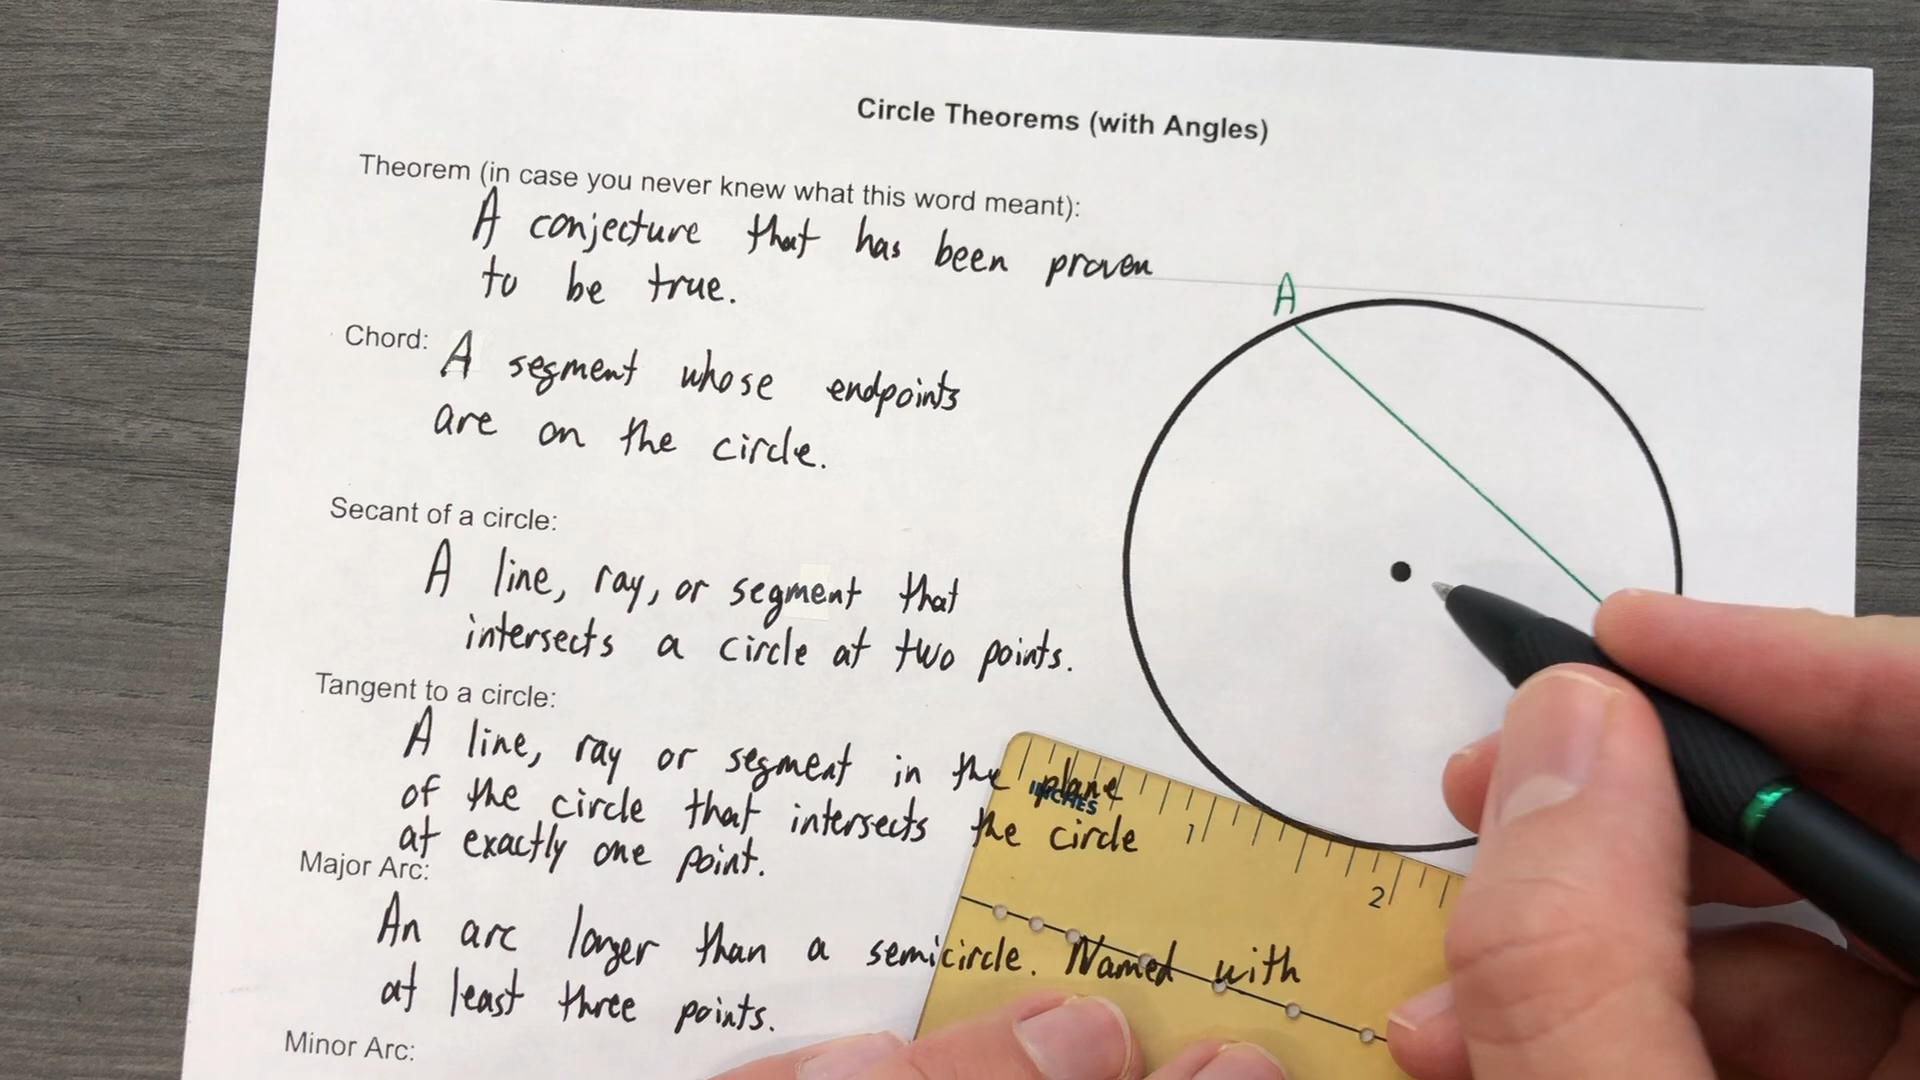 Circle Theorems (with Angles)
Theorem (in case you never knew what this word meant):
A conjecture that has been proven
to be true.
A
Chord: A segment whose endpoints
are on the circle.
Secant of a circle:
A line, ray, or segment that
intersects a circle at two points.
Tangent to a circle:
A line, ray or segment in the plane
of the circle that intersects the circle
at exactly one point.
INCHES
1
2
Major Arc:
An arc larger than a semicircle. Named with
at least three points.
Minor Arc: